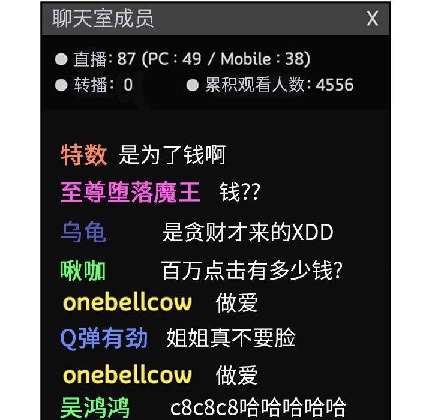 聊天室成员 X
直播: 87 (PC : 49 / Mobile : 38)
转播: 0 累积观看人数: 4556
特数 是为了钱啊
至尊堕落魔王 钱??
乌龟 是贪财才来的XDD
啾咖 百万点击有多少钱?
onebellcow 做爱
Q弹有劲 姐姐真不要脸
onebellcow 做爱
吴鸿鸿 c8c8c8哈哈哈哈哈